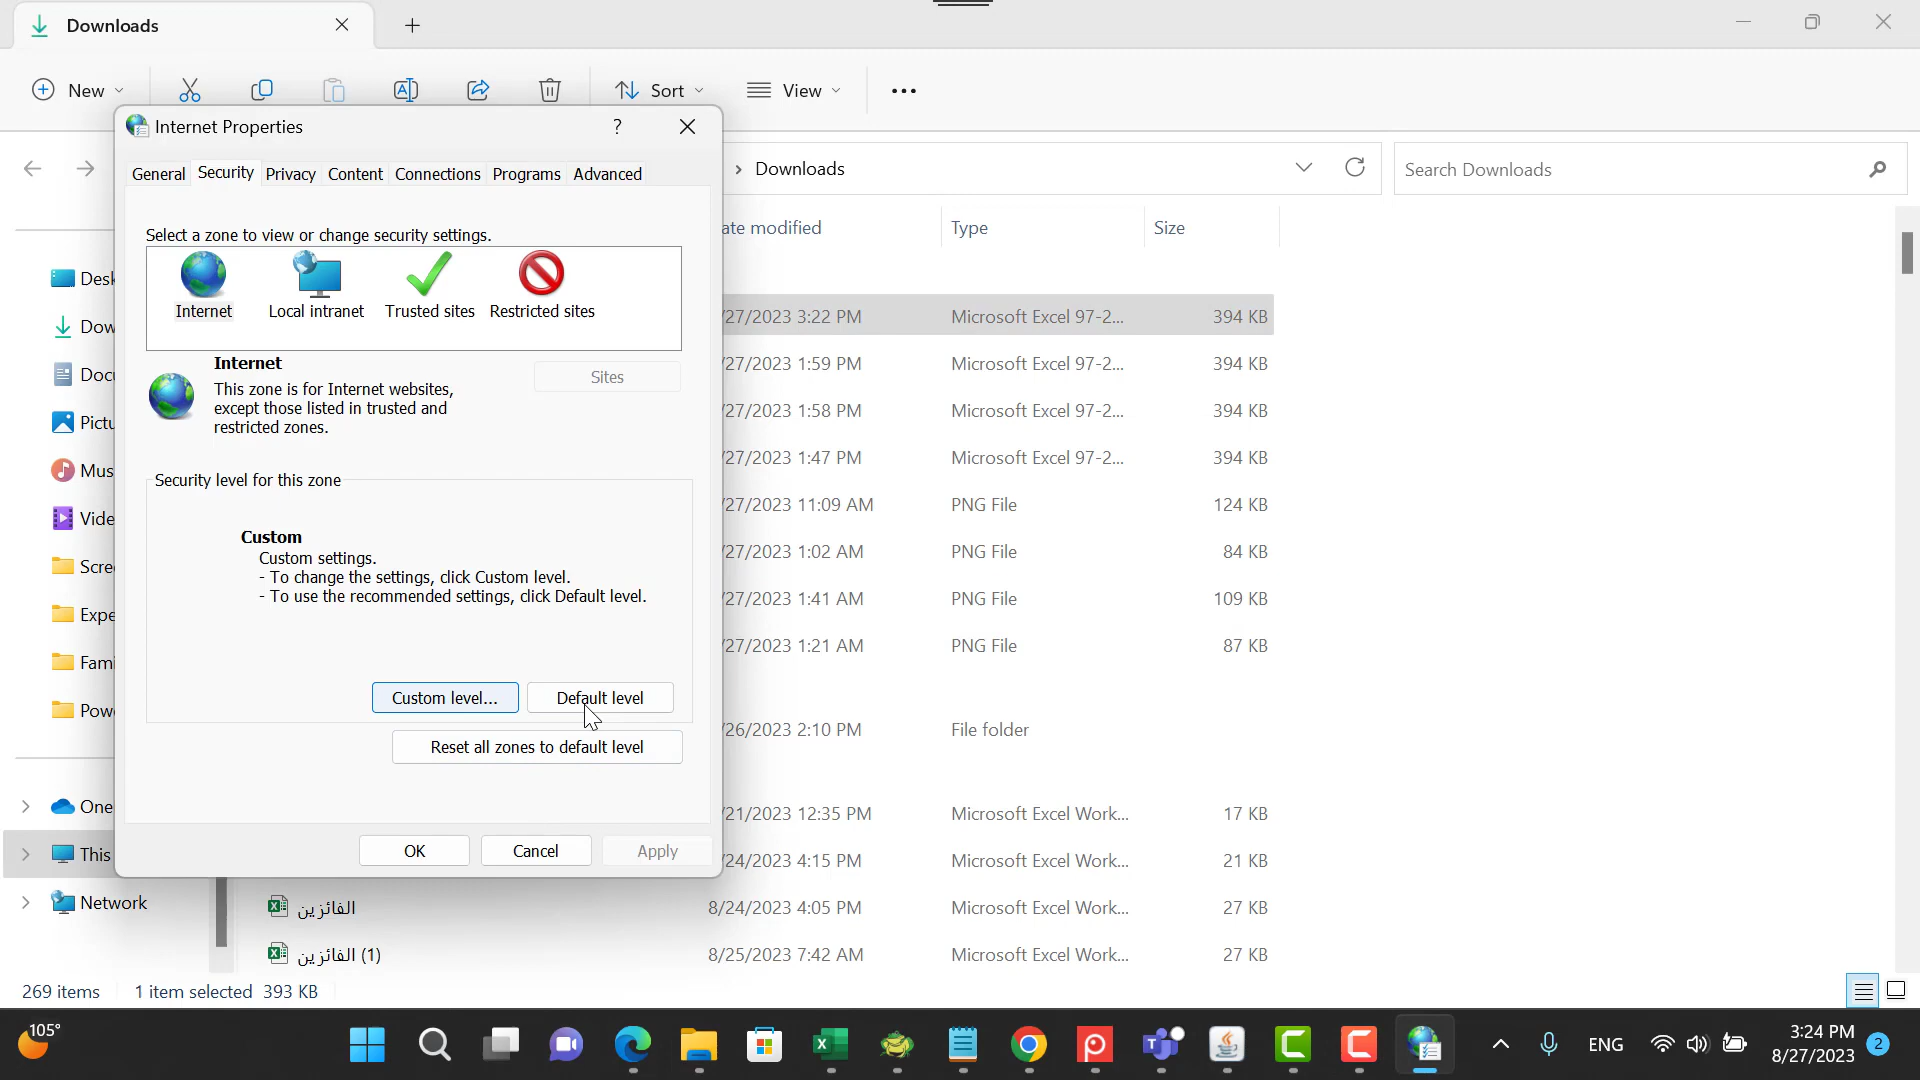 Downloads
New
Sort
View
Internet Properties
?
General
Security
Privacy
Content
Connections
Programs
Advanced
Downloads
Search Downloads
Select a zone to view or change security settings.
Internet
Local intranet
Trusted sites
Restricted sites
Internet
This zone is for Internet websites,
except those listed in trusted and
restricted zones.
Sites
Security level for this zone
Custom
Custom settings.
- To change the settings, click Custom level.
- To use the recommended settings, click Default level.
Custom level...
Default level
Reset all zones to default level
OK
Cancel
Apply
Desk
Dow
Docu
Pictu
Mus
Vide
Scre
Expe
Fami
Pow
One
This
Network
ate modified Type Size
/27/2023 3:22 PM Microsoft Excel 97-2... 394 KB
/27/2023 1:59 PM Microsoft Excel 97-2... 394 KB
/27/2023 1:58 PM Microsoft Excel 97-2... 394 KB
/27/2023 1:47 PM Microsoft Excel 97-2... 394 KB
/27/2023 11:09 AM PNG File 124 KB
/27/2023 1:02 AM PNG File 84 KB
/27/2023 1:41 AM PNG File 109 KB
/27/2023 1:21 AM PNG File 87 KB
/26/2023 2:10 PM File folder
/21/2023 12:35 PM Microsoft Excel Work... 17 KB
/24/2023 4:15 PM Microsoft Excel Work... 21 KB
الفائزين 8/24/2023 4:05 PM Microsoft Excel Work... 27 KB
الفائزين (1) 8/25/2023 7:42 AM Microsoft Excel Work... 27 KB
269 items 1 item selected 393 KB
105°
ENG
3:24 PM
8/27/2023
2